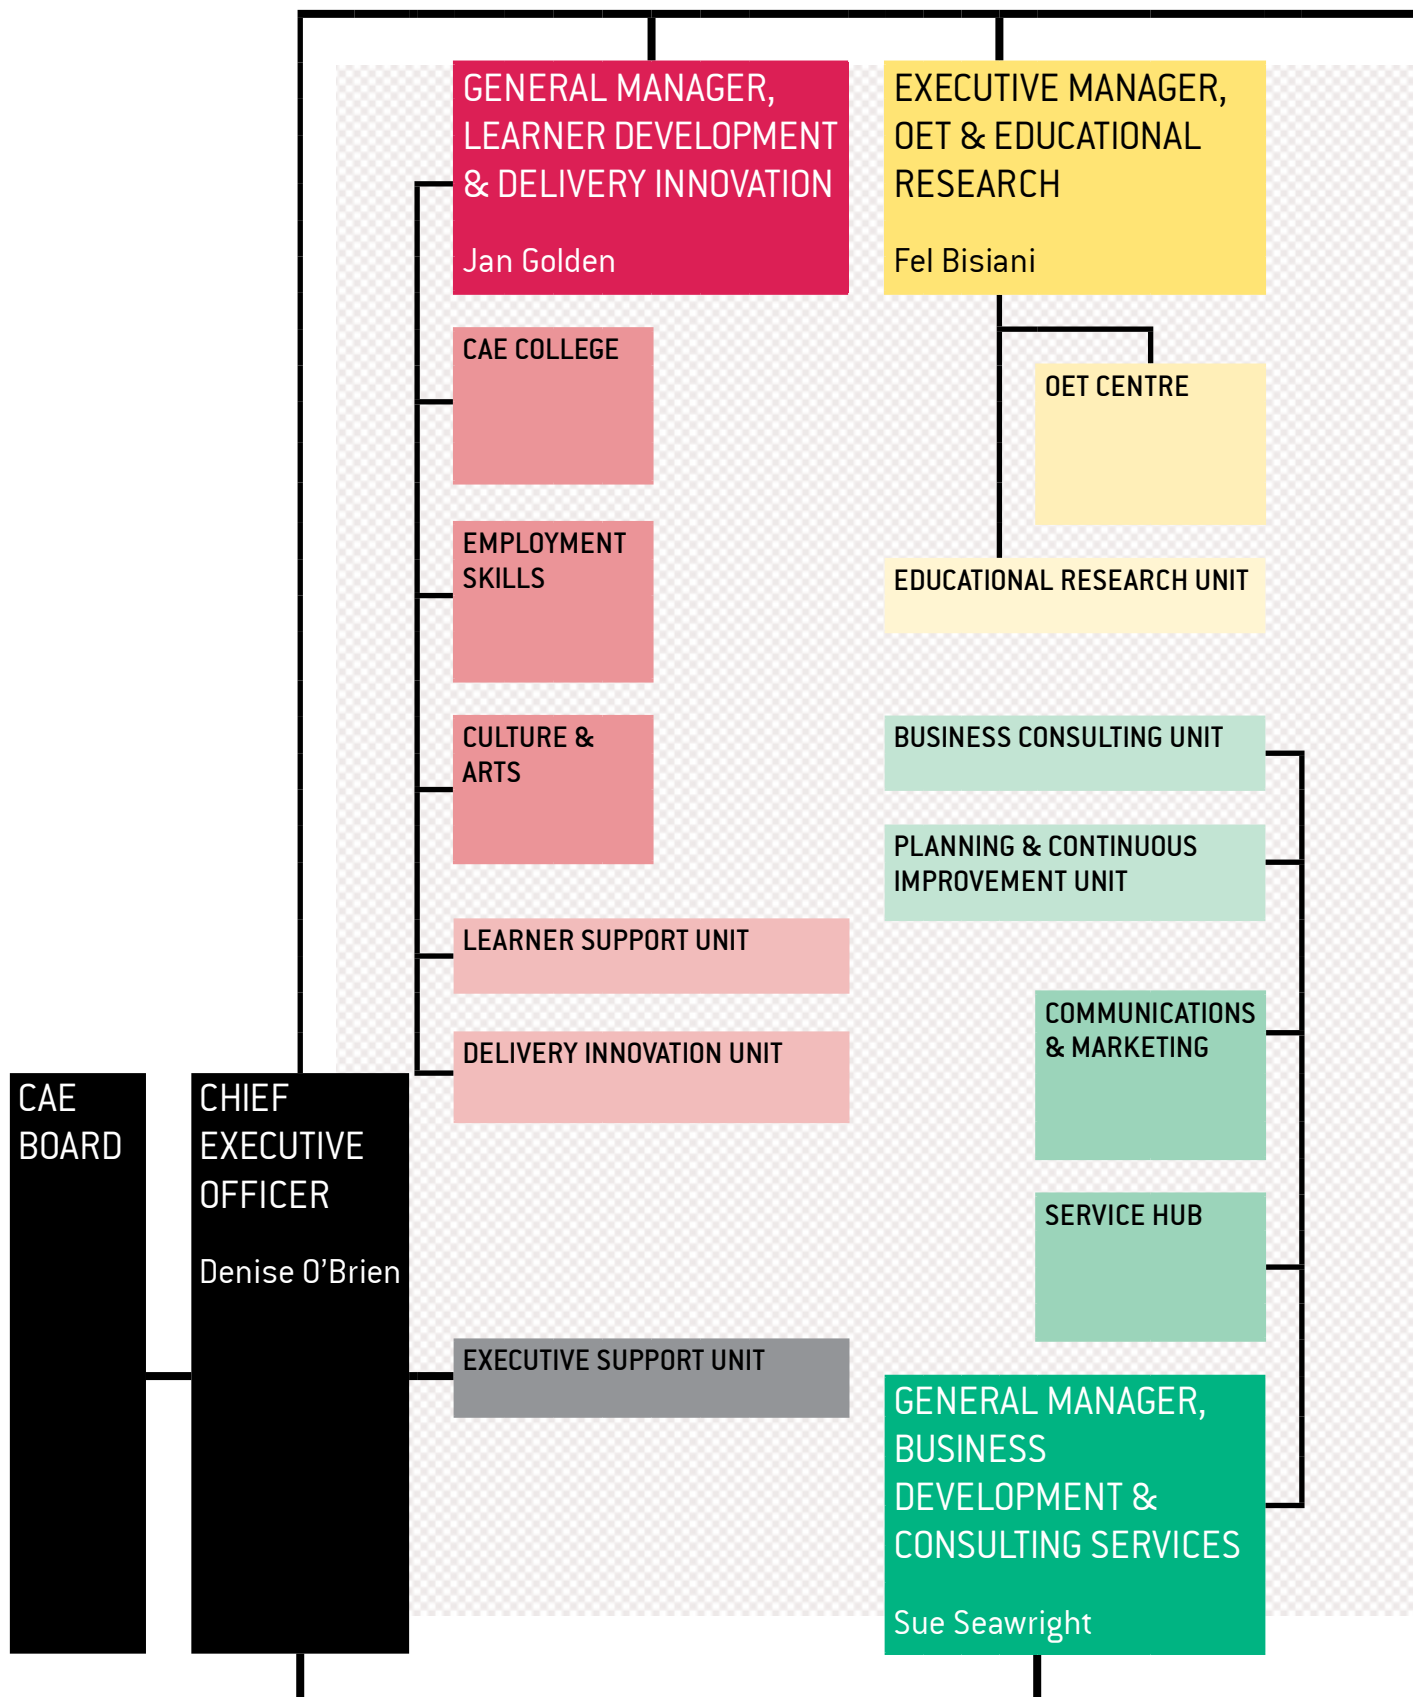 GENERAL MANAGER,
LEARNER DEVELOPMENT
& DELIVERY INNOVATION
Jan Golden
EXECUTIVE MANAGER,
OET & EDUCATIONAL
RESEARCH
Fel Bisiani
CAE COLLEGE
OET CENTRE
EMPLOYMENT
SKILLS
EDUCATIONAL RESEARCH UNIT
CULTURE &
ARTS
BUSINESS CONSULTING UNIT
PLANNING & CONTINUOUS
IMPROVEMENT UNIT
LEARNER SUPPORT UNIT
COMMUNICATIONS
& MARKETING
DELIVERY INNOVATION UNIT
CAE
BOARD
CHIEF
EXECUTIVE
OFFICER
Denise O’Brien
SERVICE HUB
EXECUTIVE SUPPORT UNIT
GENERAL MANAGER,
BUSINESS
DEVELOPMENT &
CONSULTING SERVICES
Sue Seawright